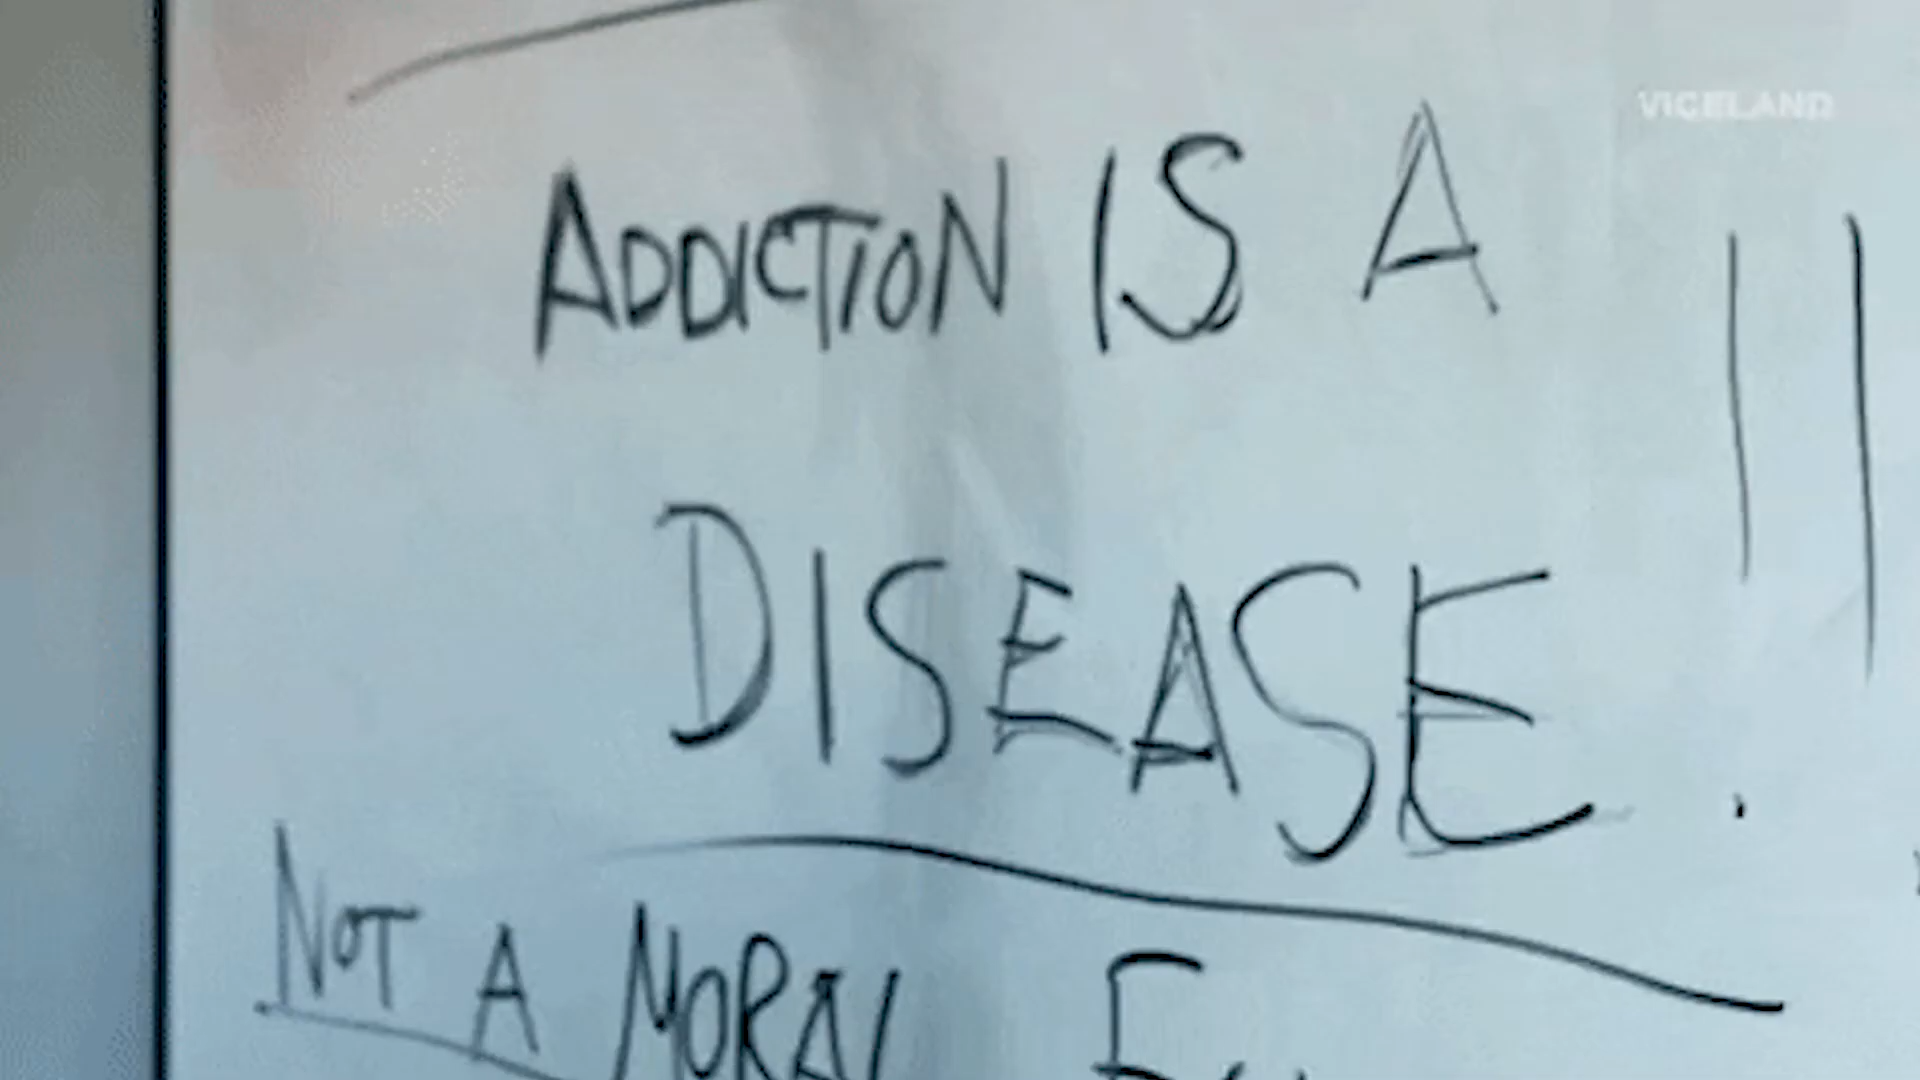 VICELAND
ADDICTION IS A
DISEASE!!
NOT A MORAL